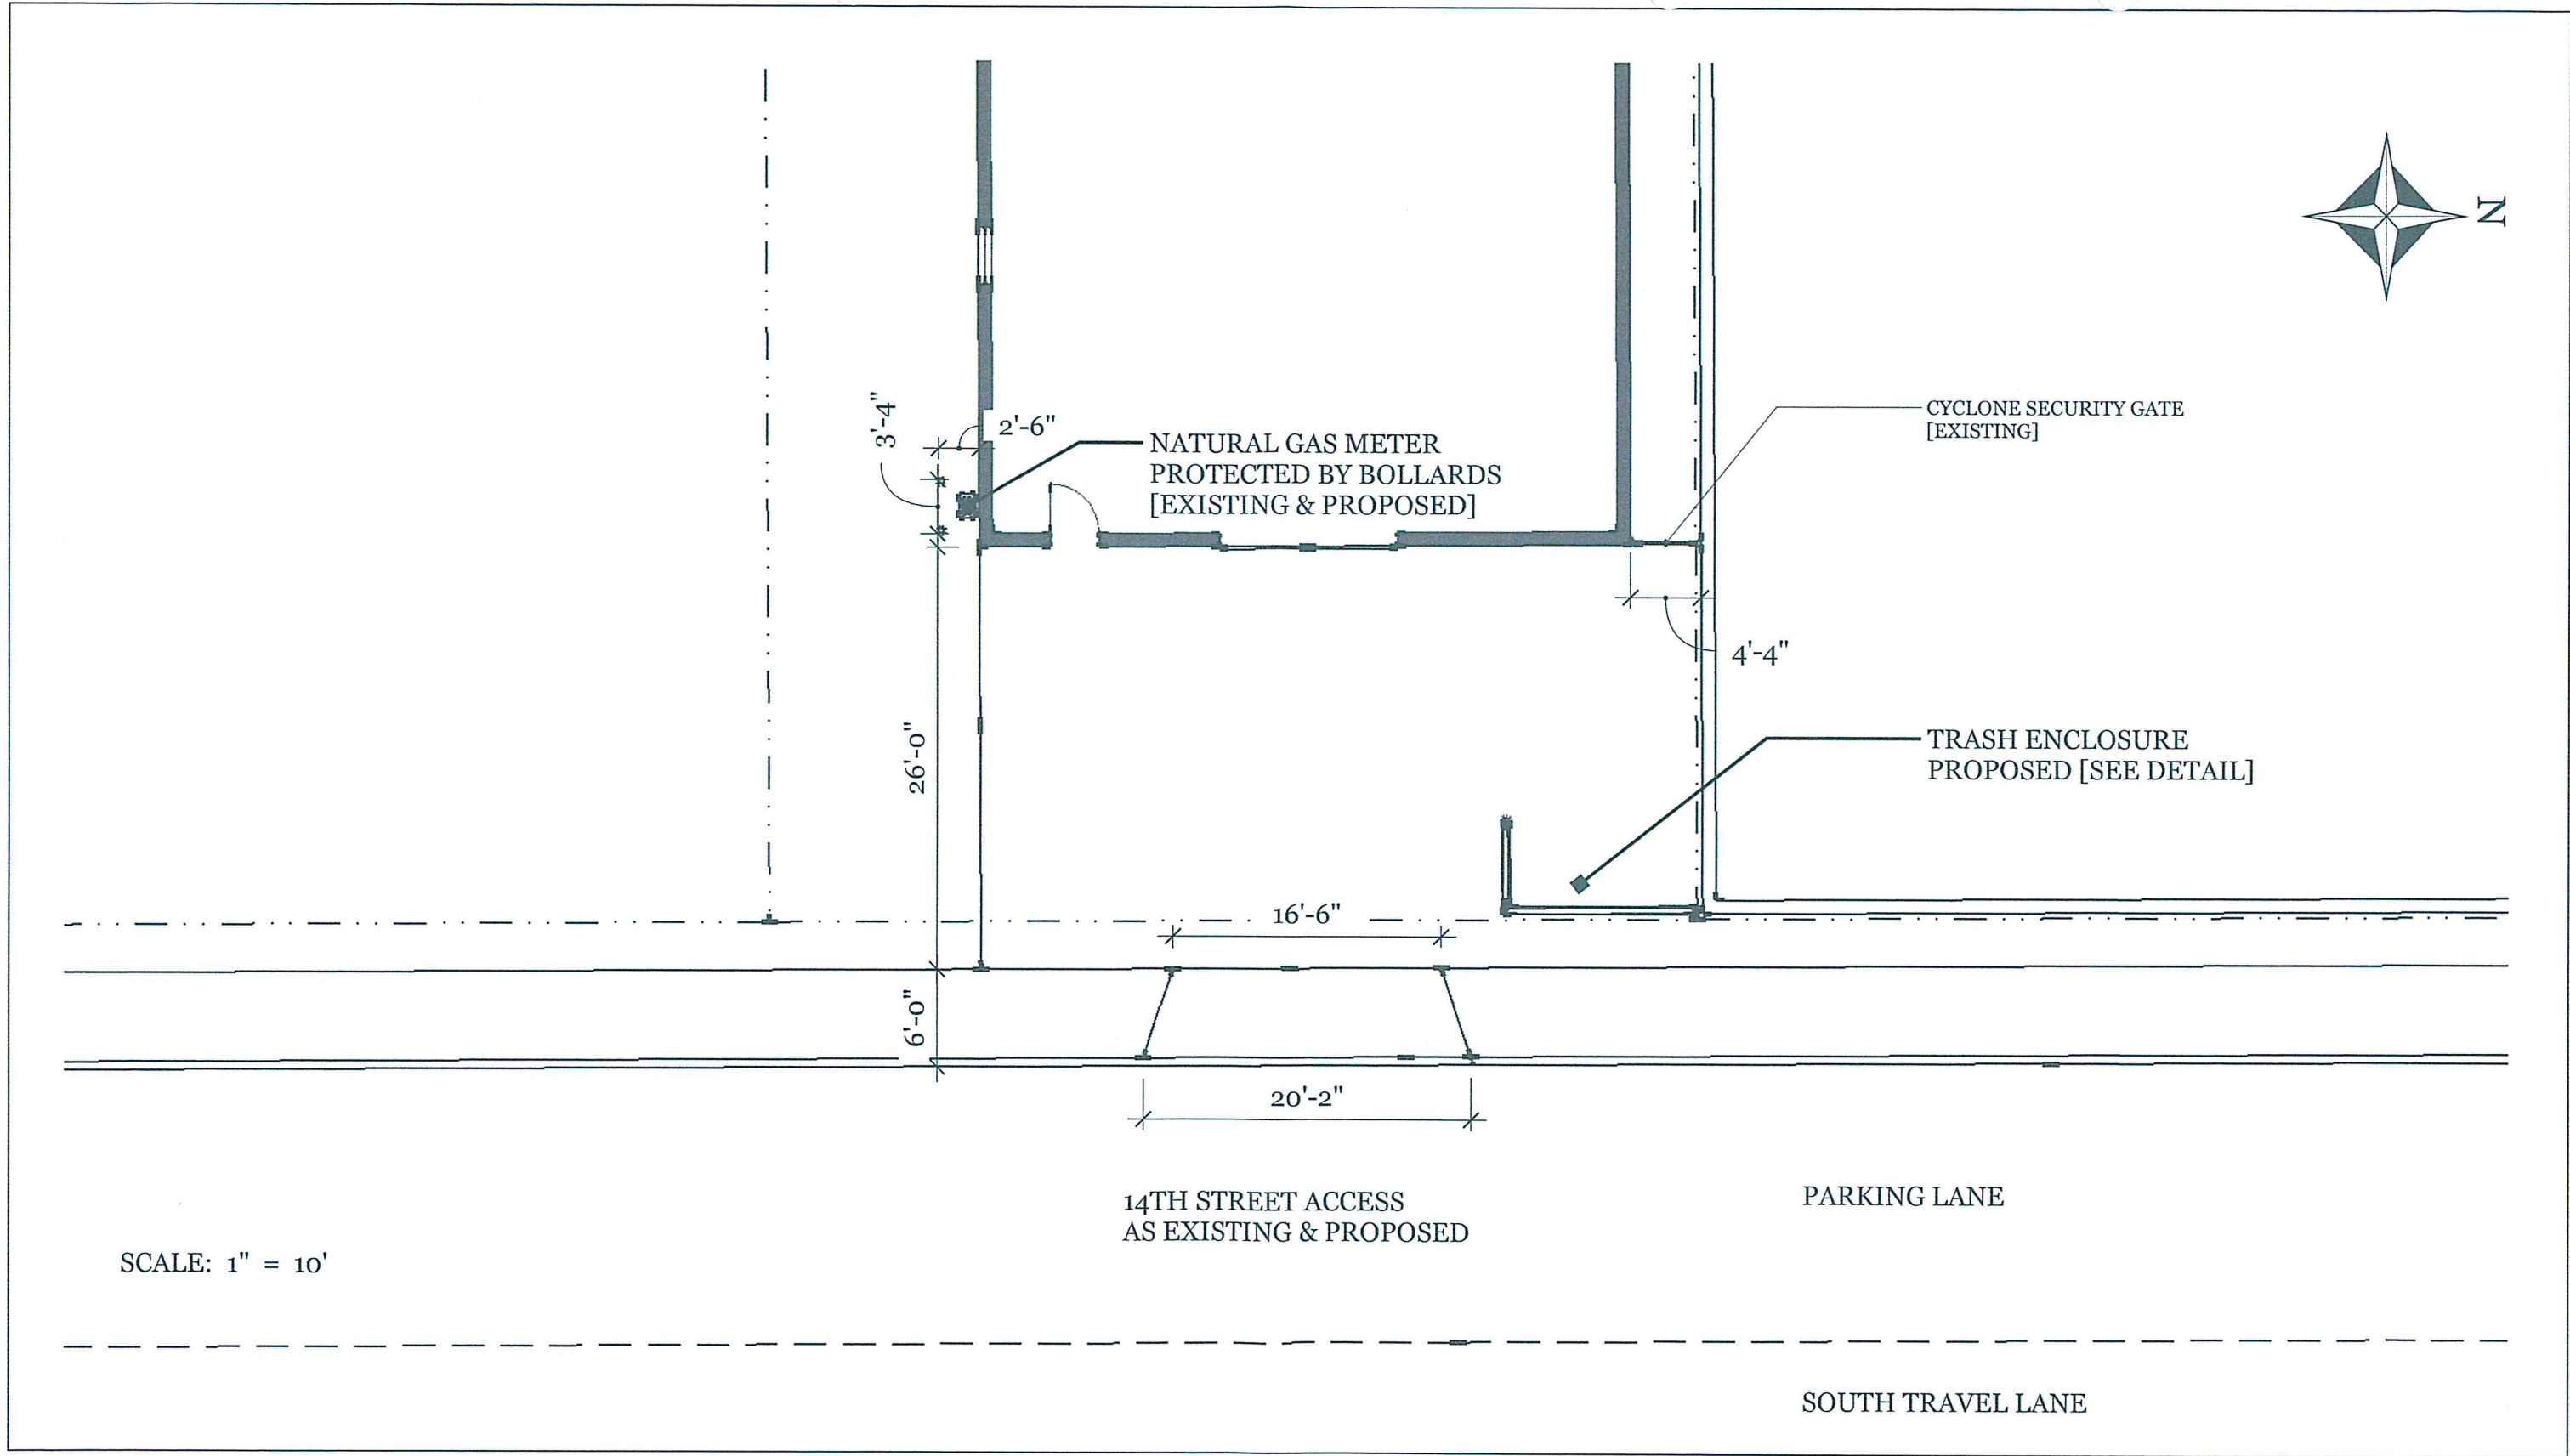 N
3'-4"
2'-6"
CYCLONE SECURITY GATE
[EXISTING]
NATURAL GAS METER
PROTECTED BY BOLLARDS
[EXISTING & PROPOSED]
4'-4"
26'-0"
TRASH ENCLOSURE
PROPOSED [SEE DETAIL]
16'-6"
6'-0"
20'-2"
14TH STREET ACCESS
AS EXISTING & PROPOSED
PARKING LANE
SCALE: 1" = 10'
SOUTH TRAVEL LANE